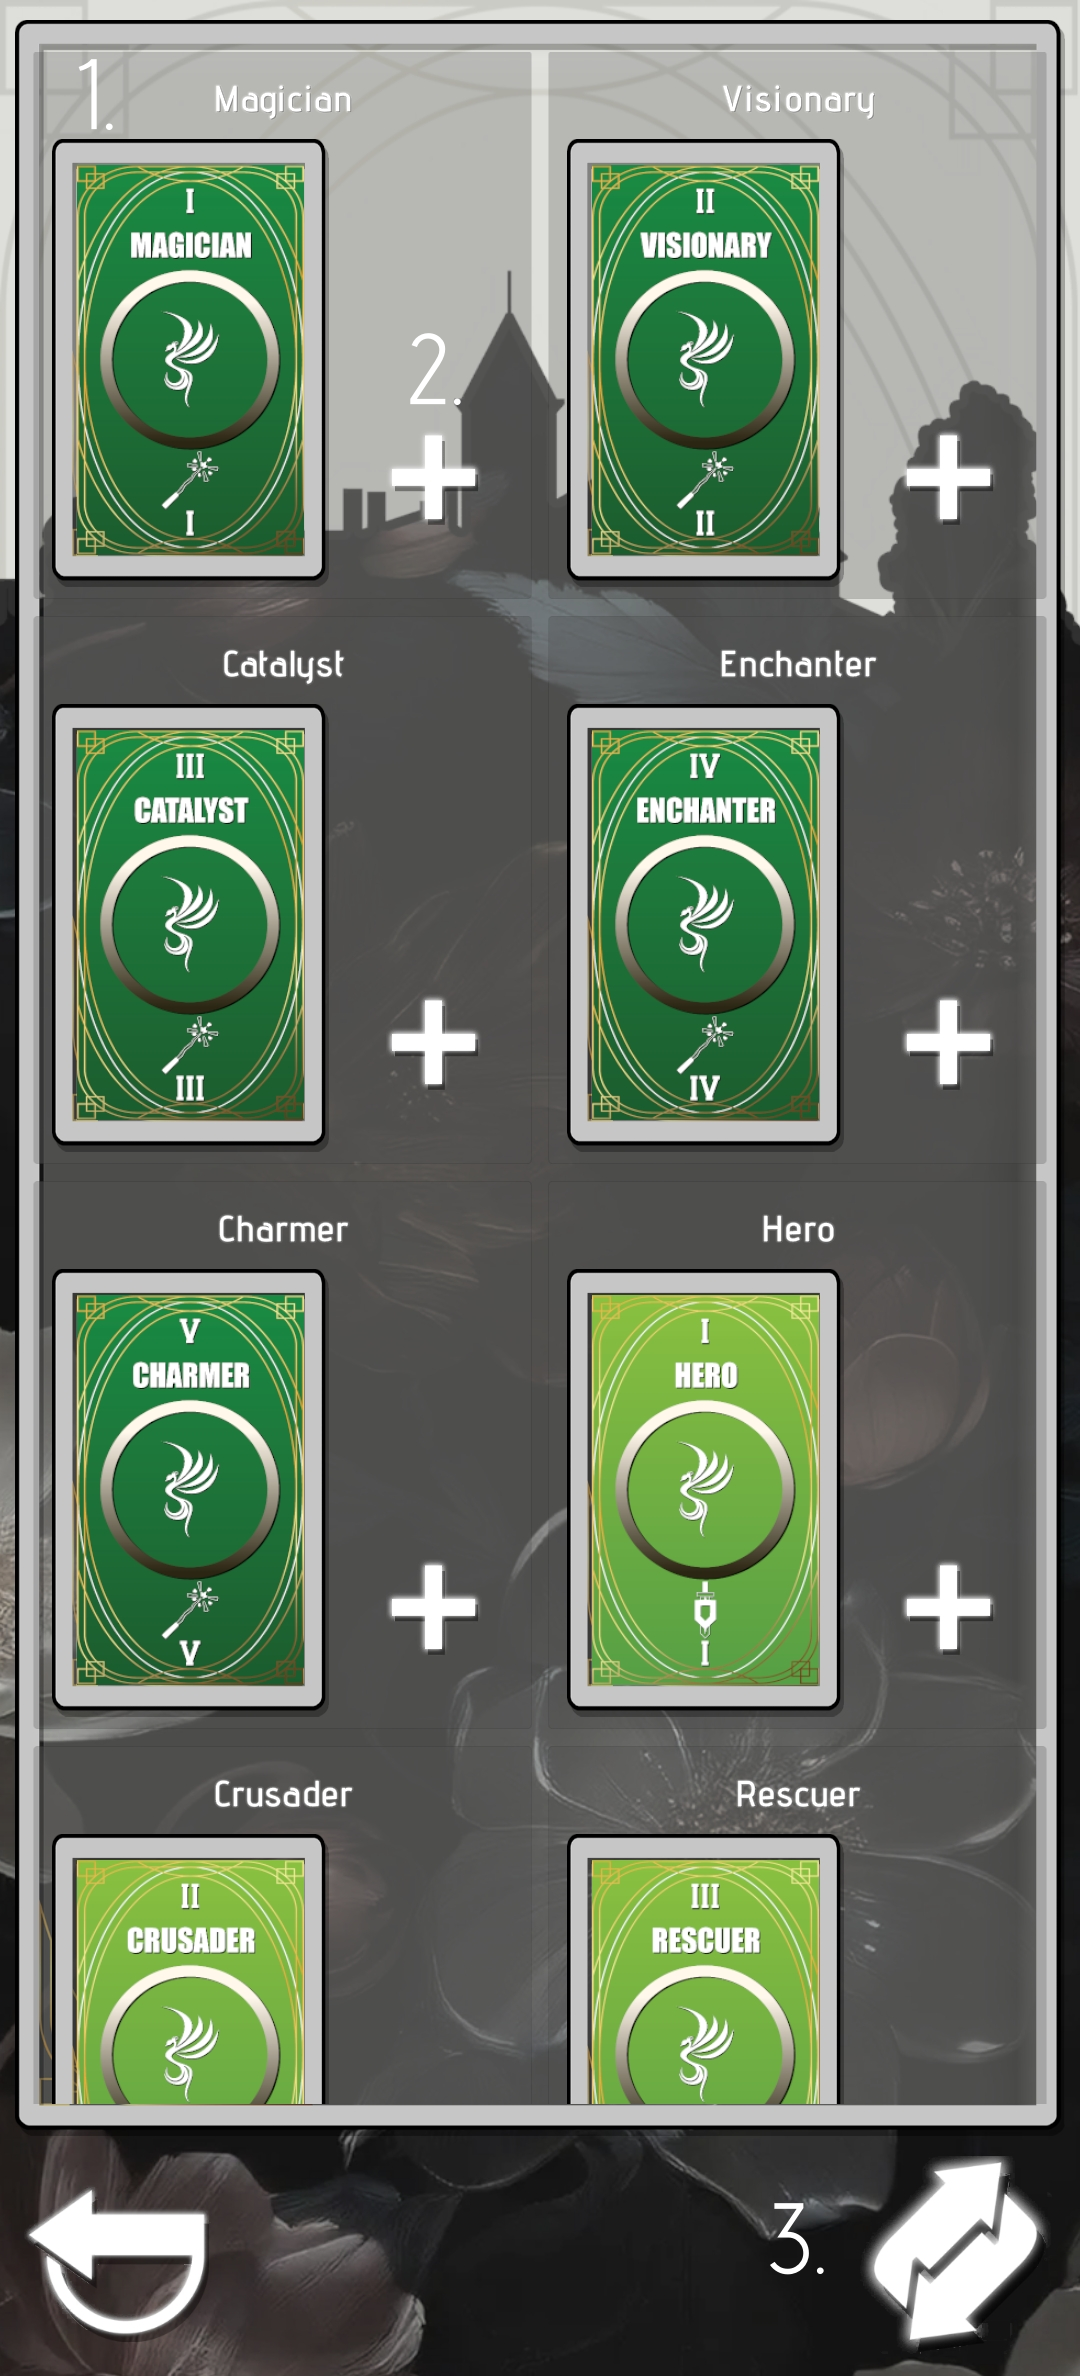 1.
Magician
Visionary
I
MAGICIAN
I
II
VISIONARY
II
2.
Catalyst
Enchanter
III
CATALYST
III
IV
ENCHANTER
IV
Charmer
Hero
V
CHARMER
V
I
HERO
I
Crusader
Rescuer
II
CRUSADER
III
RESCUER
3.